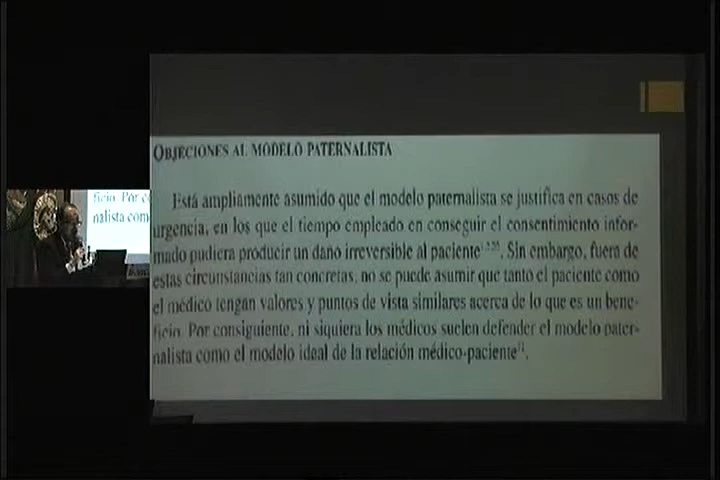 OBJECIONES AL MODELO PATERNALISTA
Está ampliamente asumido que el modelo paternalista se justifica en casos de
urgencia, en los que el tiempo empleado en conseguir el consentimiento infor-
mado pudiera producir un daño irreversible al paciente. Sin embargo, fuera de
estas circunstancias tan concretas, no se puede asumir que tanto el paciente como
el médico tengan valores y puntos de vista similares acerca de lo que es un bene-
ficio. Por consiguiente, ni siquiera los médicos suelen defender el modelo pater-
nalista como el modelo ideal de la relación médico-paciente.
ficio. Por co
nalista com